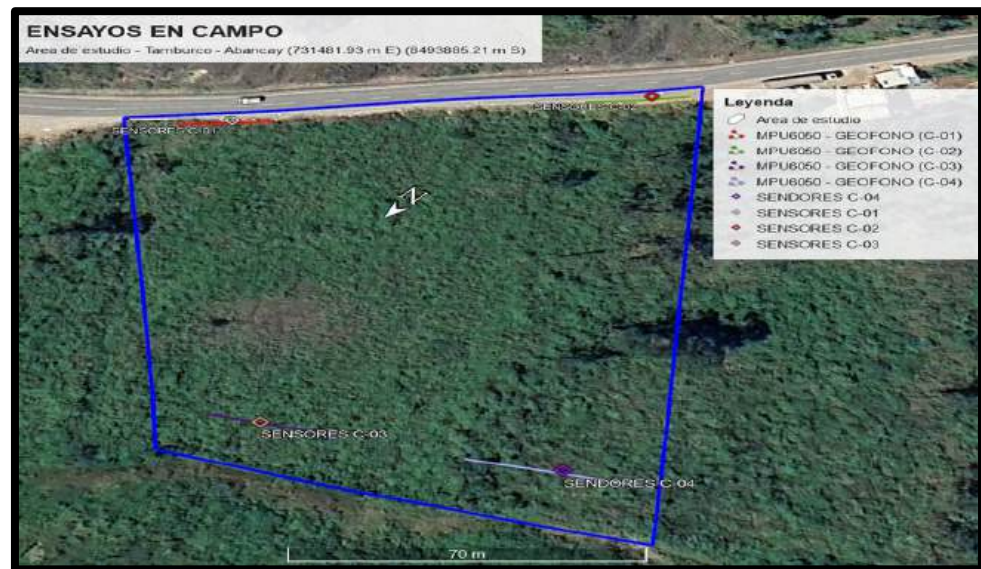 ENSAYOS EN CAMPO
Area de estudio - Tamburco - Abancay (731481.93 m E) (8493885.21 m S)
SENSORES C-01
SENSORES C-02
Leyenda
Area de estudio
MPU6050 - GEOFONO (C-01)
MPU6050 - GEOFONO (C-02)
MPU6050 - GEOFONO (C-03)
MPU6050 - GEOFONO (C-04)
SENDORES C-04
SENSORES C-01
SENSORES C-02
SENSORES C-03
N
SENSORES C-03
SENDORES C-04
70 m